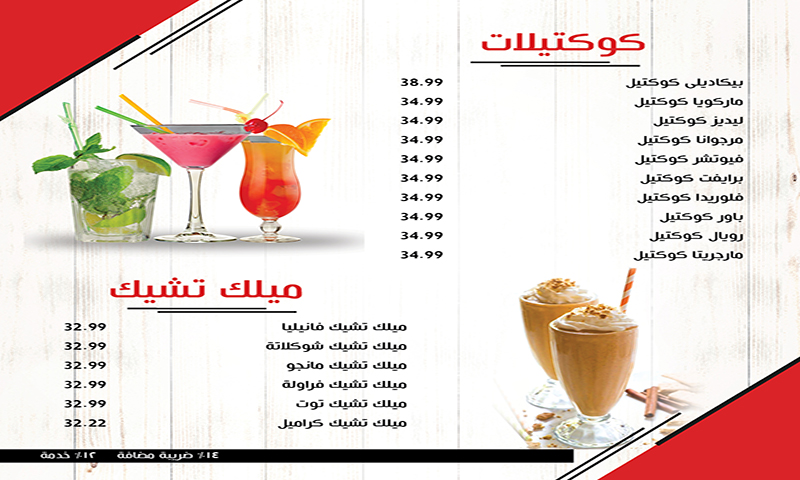 كوكتيلات
بيكاديلى كوكتيل 38.99
ماركويا كوكتيل 34.99
ليديز كوكتيل 34.99
مرجوانا كوكتيل 34.99
فيوتشر كوكتيل 34.99
برايفت كوكتيل 34.99
فلوريدا كوكتيل 34.99
باور كوكتيل 34.99
رويال كوكتيل 34.99
مارجريتا كوكتيل 34.99
ميلك تشيك
ميلك تشيك فانيليا 32.99
ميلك تشيك شوكلاتة 32.99
ميلك تشيك مانجو 32.99
ميلك تشيك فراولة 32.99
ميلك تشيك توت 32.99
ميلك تشيك كراميل 32.22
١٤٪ ضريبة مضافة ١٢٪ خدمة